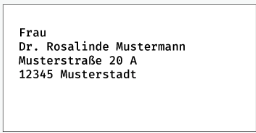 Frau
Dr. Rosalinde Mustermann
Musterstraße 20 A
12345 Musterstadt